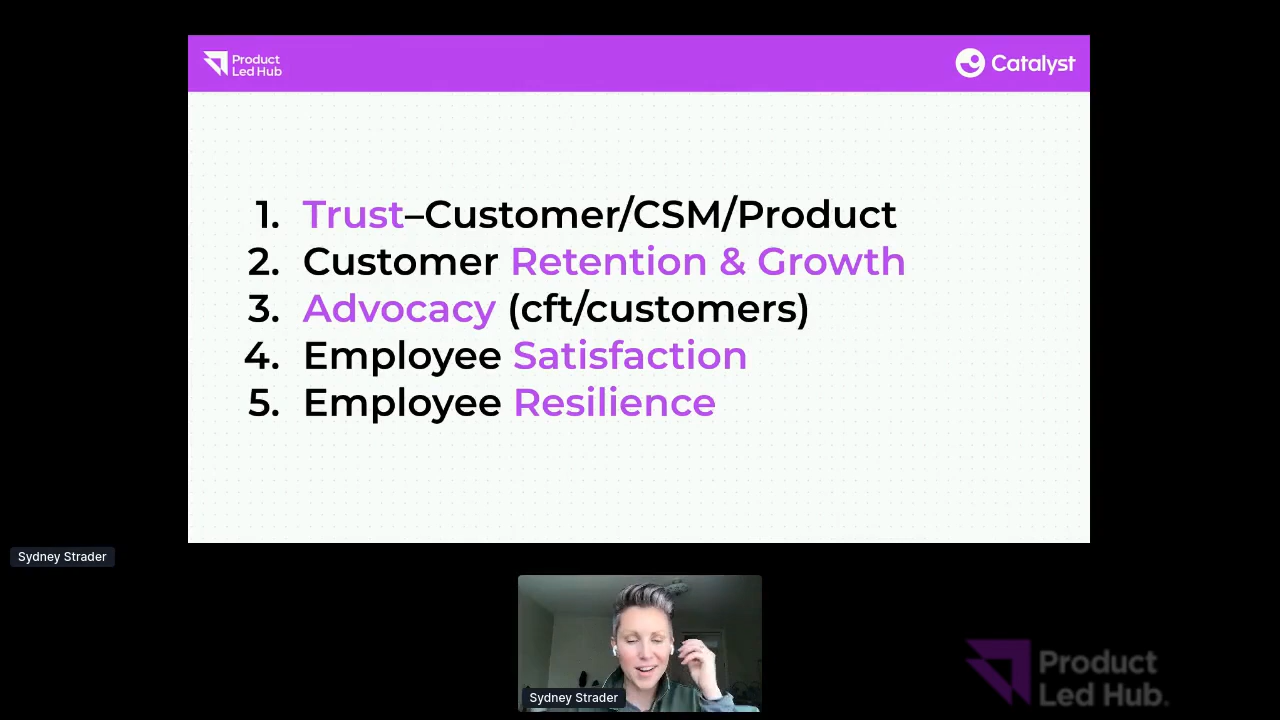 Product
Led Hub
Catalyst
1. Trust–Customer/CSM/Product
2. Customer Retention & Growth
3. Advocacy (cft/customers)
4. Employee Satisfaction
5. Employee Resilience
Sydney Strader
Sydney Strader
Product
Led Hub.